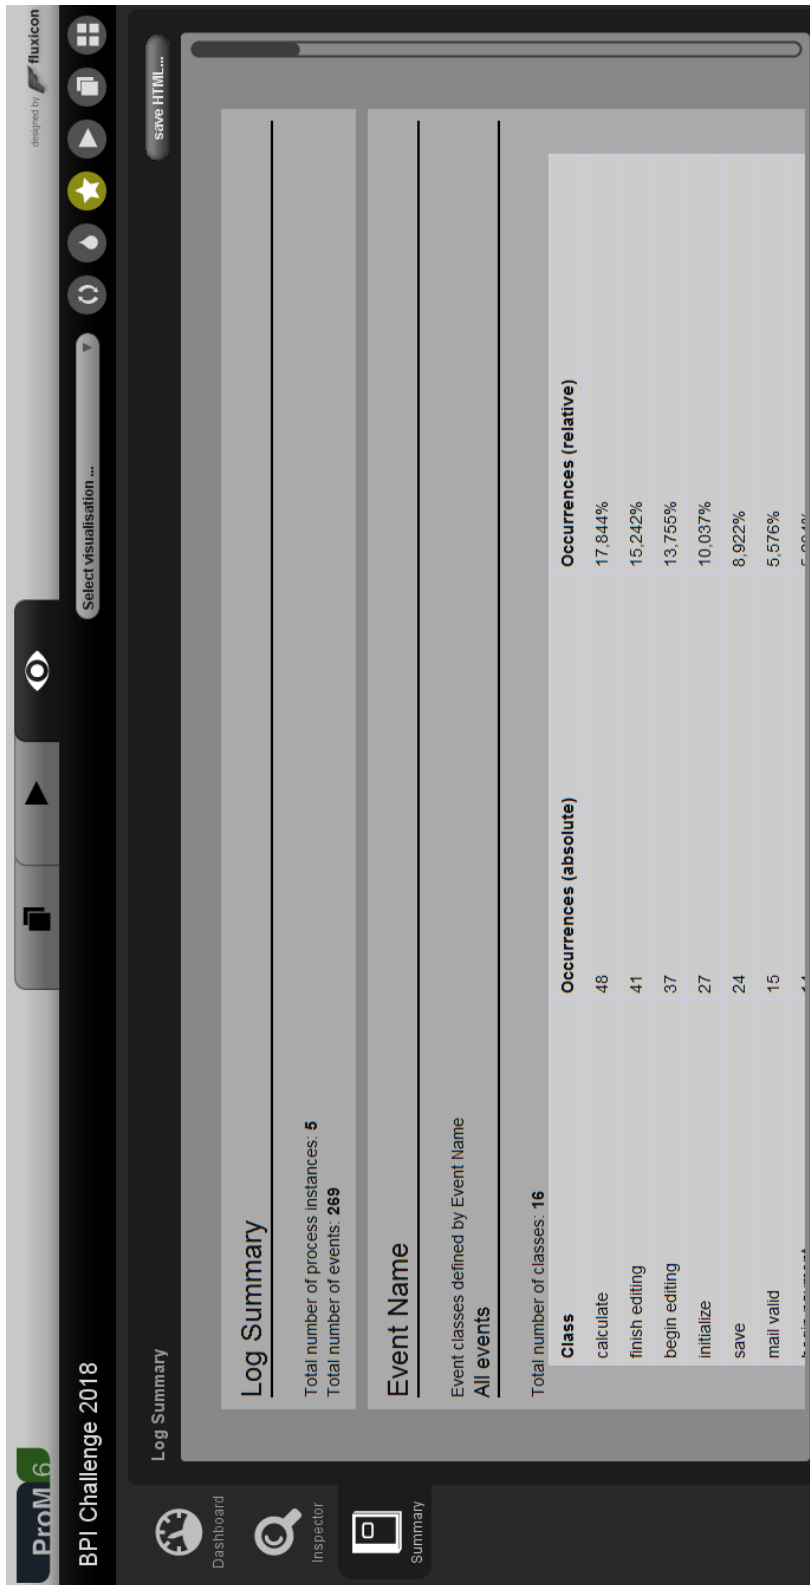 ProM 6
designed by fluxicon
BPI Challenge 2018
Select visualisation ...
Log Summary
save HTML...
Dashboard
Inspector
Summary
Log Summary
Total number of process instances: 5
Total number of events: 269
Event Name
Event classes defined by Event Name
All events
Total number of classes: 16
Class Occurrences (absolute) Occurrences (relative)
calculate 48 17,844%
finish editing 41 15,242%
begin editing 37 13,755%
initialize 27 10,037%
save 24 8,922%
mail valid 15 5,576%